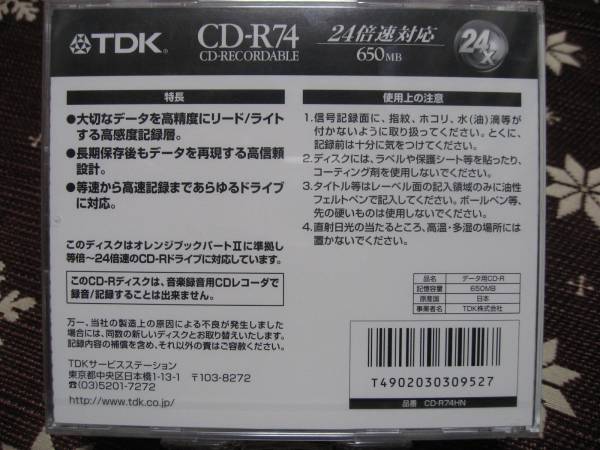 TDK
CD-R74
CD-RECORDABLE
24倍速対応
650MB
24x
特長
●大切なデータを高精度にリード/ライト
する高感度記録層。
●長期保存後もデータを再現する高信頼
設計。
●等速から高速記録まであらゆるドライブ
に対応。
このディスクはオレンジブックパートⅡに準拠し
等倍～24倍速のCD-Rドライブに対応しています。
このCD-Rディスクは、音楽録音用CDレコーダで
録音/記録することは出来ません。
万一、当社の製造上の原因による不良が発生しました
場合には、同数の新しいディスクとお取り替えいたします。
記録内容の補償を含め、それ以外の責はご容赦ください。
TDKサービスステーション
東京都中央区日本橋1-13-1 〒103-8272
☎(03)5201-7272
http://www.tdk.co.jp/
使用上の注意
1.信号記録面に、指紋、ホコリ、水(油)滴等が
付かないように取り扱ってください。とくに、
記録前は十分に気をつけてください。
2.ディスクには、ラベルや保護シート等を貼ったり、
コーティング剤を使用しないでください。
3.タイトル等はレーベル面の記入領域のみに油性
フェルトペンで記入してください。ボールペン等、
先の硬いものは使用しないでください。
4.直射日光の当たるところ、高温・多湿の場所には
置かないでください。
品名 データ用CD-R
記憶容量 650MB
原産国 日本
事業者名 TDK株式会社
T4902030309527
品番 CD-R74HN